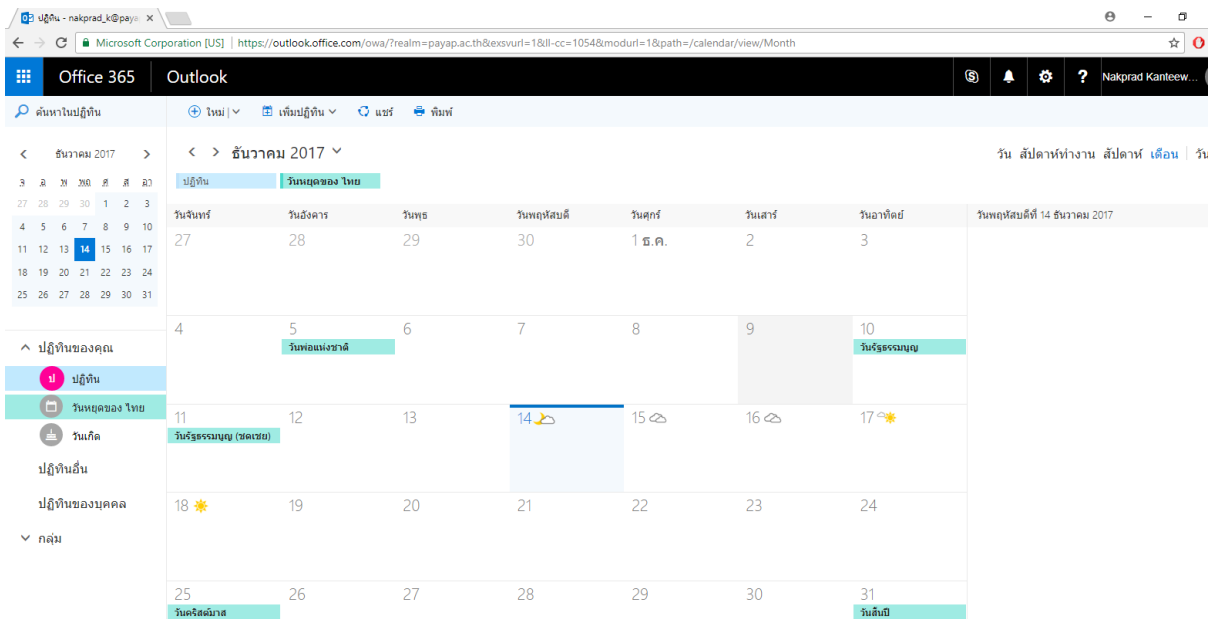 ปฏิทิน - nakprad_k@paya
Microsoft Corporation [US] | https://outlook.office.com/owa/?realm=payap.ac.th&exsvurl=1&ll-cc=1054&modurl=1&path=/calendar/view/Month
Office 365 Outlook ? Nakprad Kanteew...
ค้นหาในปฏิทิน ใหม่ เพิ่มปฏิทิน แชร์ พิมพ์
ธันวาคม 2017
ธันวาคม 2017 วัน สัปดาห์ทำงาน สัปดาห์ เดือน วัน
ปฏิทิน วันหยุดของ ไทย
จ อ พ พฤ ศ ส อา
27 28 29 30 1 2 3
4 5 6 7 8 9 10
11 12 13 14 15 16 17
18 19 20 21 22 23 24
25 26 27 28 29 30 31
ปฏิทินของคุณ
ป ปฏิทิน
วันหยุดของ ไทย
วันเกิด
ปฏิทินอื่น
ปฏิทินของบุคคล
กลุ่ม
วันจันทร์ วันอังคาร วันพุธ วันพฤหัสบดี วันศุกร์ วันเสาร์ วันอาทิตย์ วันพฤหัสบดีที่ 14 ธันวาคม 2017
27 28 29 30 1 ธ.ค. 2 3
4 5 6 7 8 9 10
วันพ่อแห่งชาติ วันรัฐธรรมนูญ
11 12 13 14 15 16 17
วันรัฐธรรมนูญ (ชดเชย)
18 19 20 21 22 23 24
25 26 27 28 29 30 31
วันคริสต์มาส วันสิ้นปี